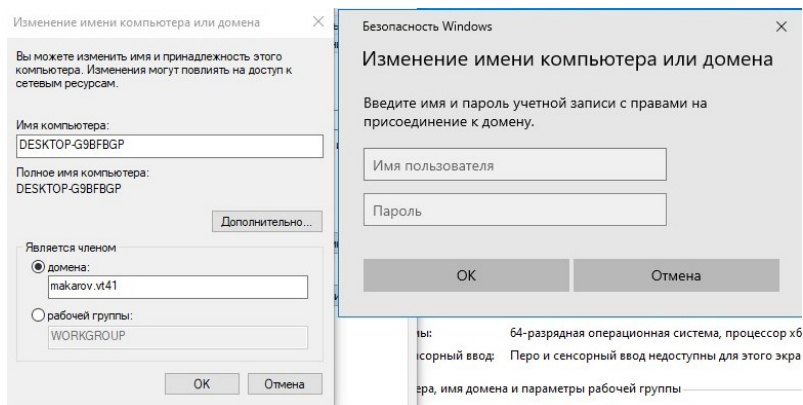 Изменение имени компьютера или домена
Вы можете изменить имя и принадлежность этого
компьютера. Изменения могут повлиять на доступ к
сетевым ресурсам.
Имя компьютера:
DESKTOP-G9BFBGP
Полное имя компьютера:
DESKTOP-G9BFBGP
Дополнительно...
Является членом
домена:
makarov.vt41
рабочей группы:
WORKGROUP
ОК
Отмена
Безопасность Windows
Изменение имени компьютера или домена
Введите имя и пароль учетной записи с правами на
присоединение к домену.
Имя пользователя
Пароль
ОК
Отмена
мы: 64-разрядная операционная система, процессор x6
нсорный ввод: Перо и сенсорный ввод недоступны для этого экра
ера, имя домена и параметры рабочей группы